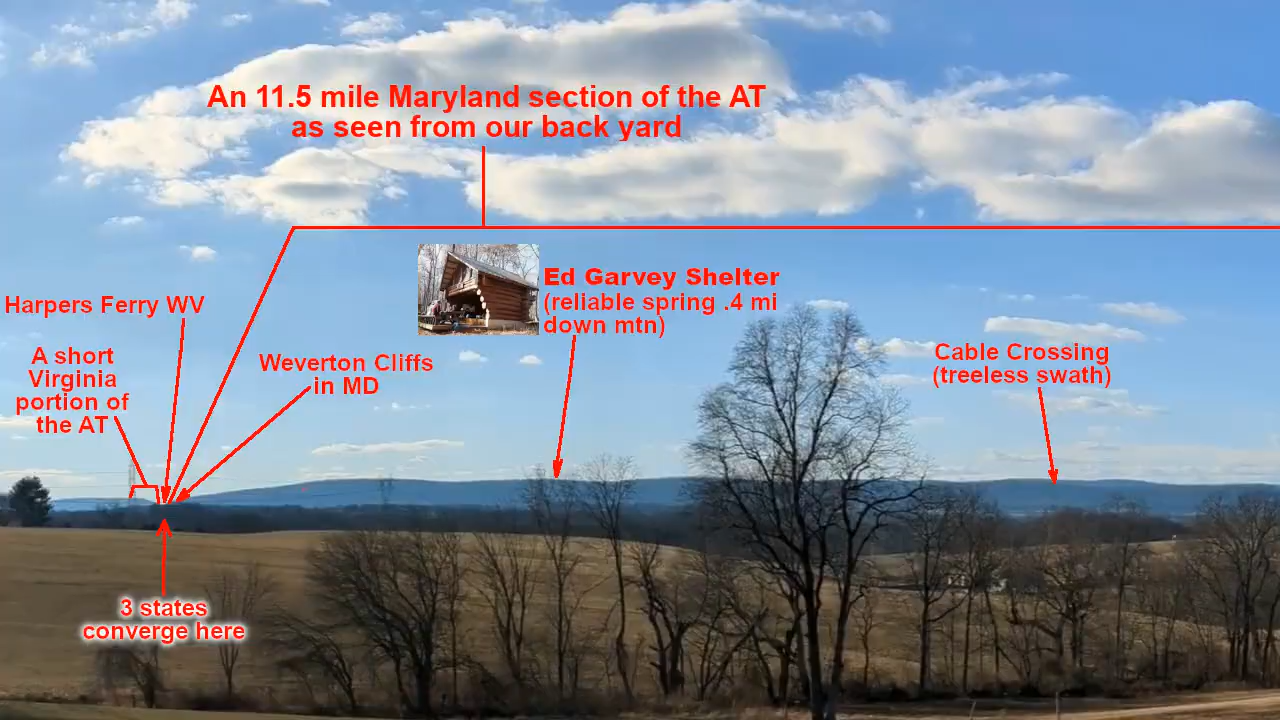 An 11.5 mile Maryland section of the AT
as seen from our back yard
Ed Garvey Shelter
(reliable spring .4 mi
down mtn)
Harpers Ferry WV
A short
Virginia
portion of
the AT
Weverton Cliffs
in MD
Cable Crossing
(treeless swath)
3 states
converge here